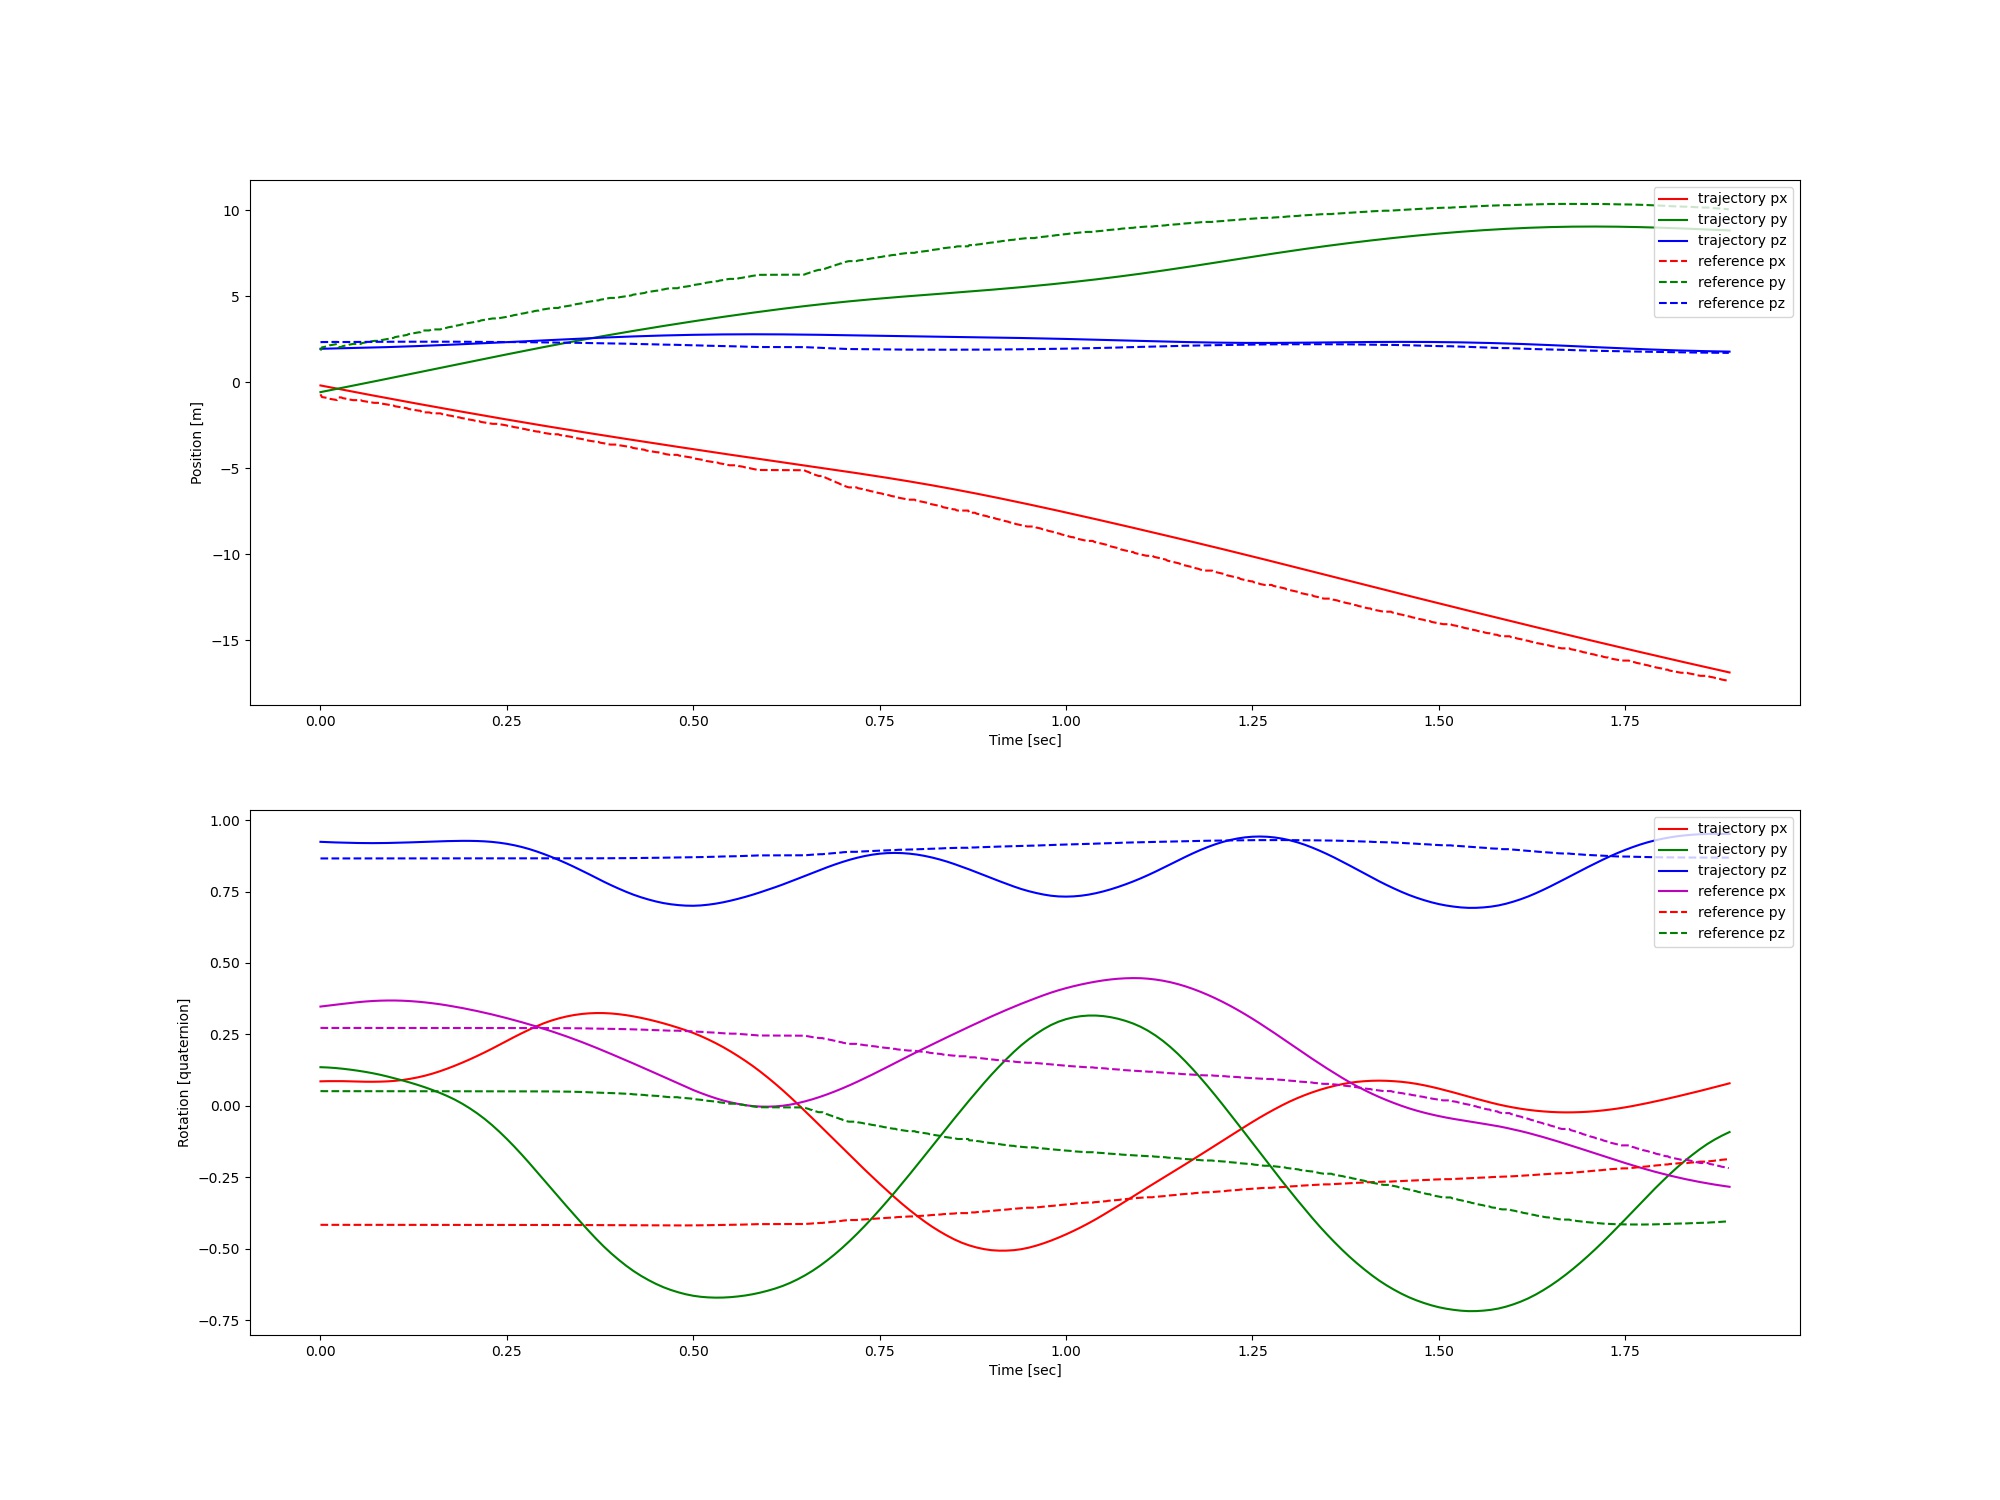 10
5
0
−5
−10
−15
Position [m]
0.00 0.25 0.50 0.75 1.00 1.25 1.50 1.75
Time [sec]
trajectory px
trajectory py
trajectory pz
reference px
reference py
reference pz
1.00
0.75
0.50
0.25
0.00
−0.25
−0.50
−0.75
Rotation [quaternion]
0.00 0.25 0.50 0.75 1.00 1.25 1.50 1.75
Time [sec]
trajectory px
trajectory py
trajectory pz
reference px
reference py
reference pz